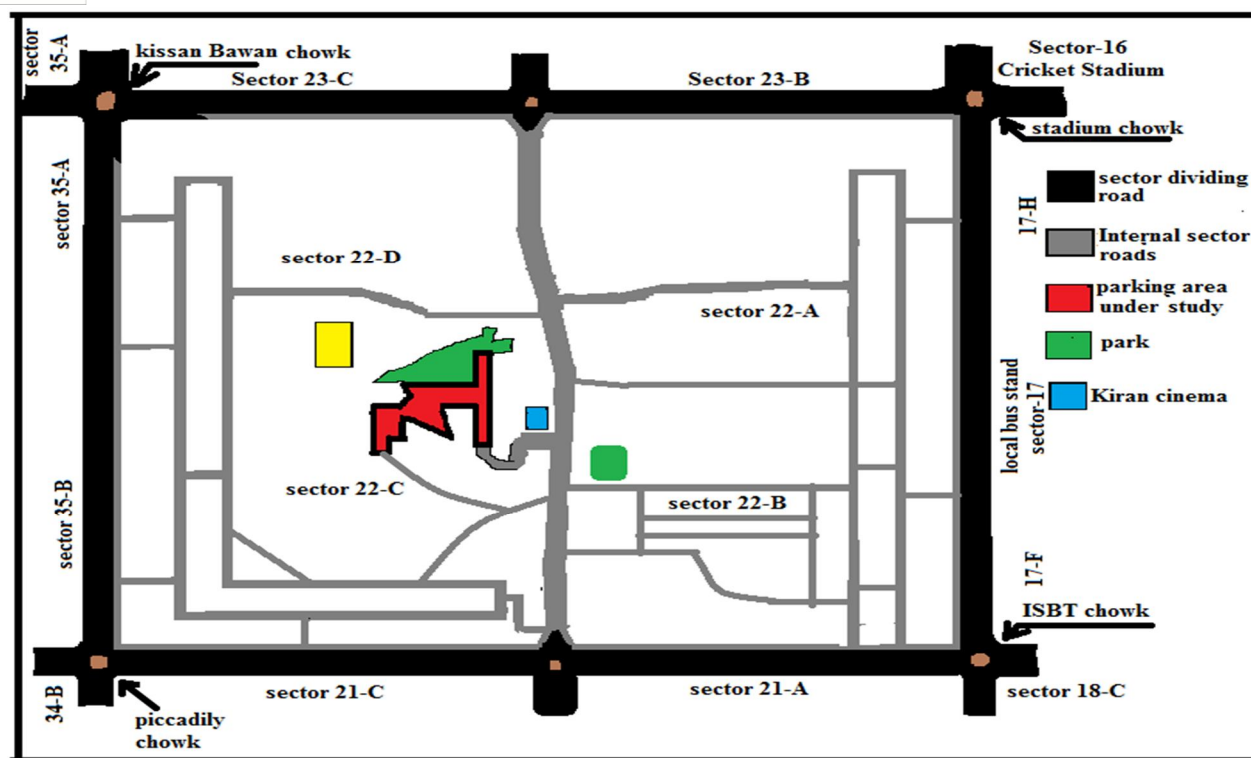 sector
35-A
kissan Bawan chowk
Sector 23-C
Sector 23-B
Sector-16
Cricket Stadium
stadium chowk
sector 35-A
sector dividing
road
17-H
Internal sector
roads
sector 22-D
parking area
under study
sector 22-A
park
Kiran cinema
local bus stand
sector-17
sector 22-C
sector 22-B
sector 35-B
17-F
ISBT chowk
sector 21-C
sector 21-A
sector 18-C
34-B
piccadily
chowk